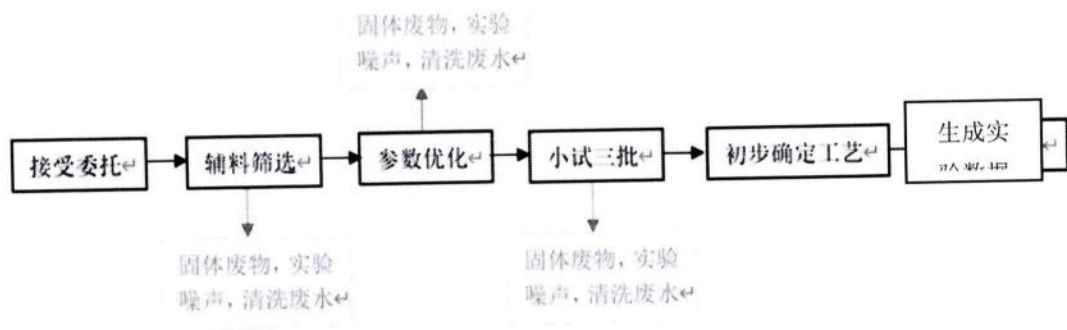 固体废物，实验
噪声，清洗废水↵
接受委托↵
辅料筛选↵
参数优化↵
小试三批↵
初步确定工艺↵
生成实
验数据
↵
固体废物，实验
噪声，清洗废水↵
固体废物，实验
噪声，清洗废水↵